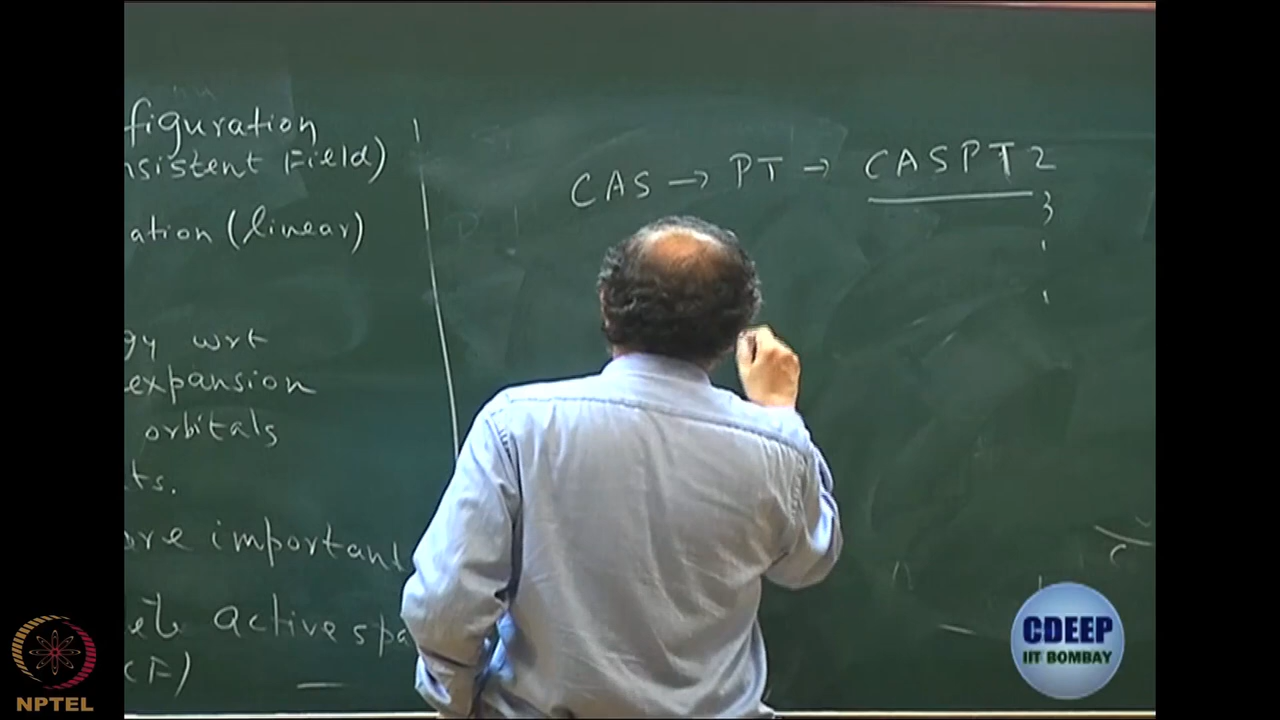 figuration
nsistent Field)
ation (linear)
gy wrt
expansion
orbitals
ts.
ore important
active spa
CAS → PT → CASPT2
3
NPTEL
CDEEP
IIT BOMBAY